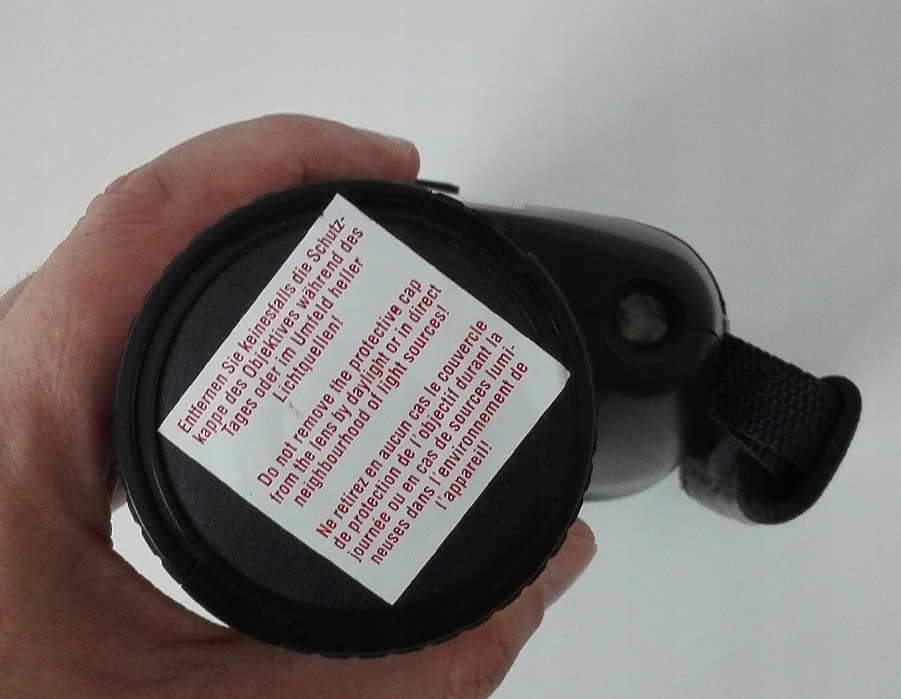 Entfernen Sie keinesfalls die Schutz-
kappe des Objektives während des
Tages oder im Umfeld heller
Lichtquellen!
Do not remove the protective cap
from the lens by daylight or in direct
neighbourhood of light sources!
Ne retirez en aucun cas le couvercle
de protection de l'objectif durant la
journée ou en cas de sources lumi-
neuses dans l'environnement de
l'appareil!